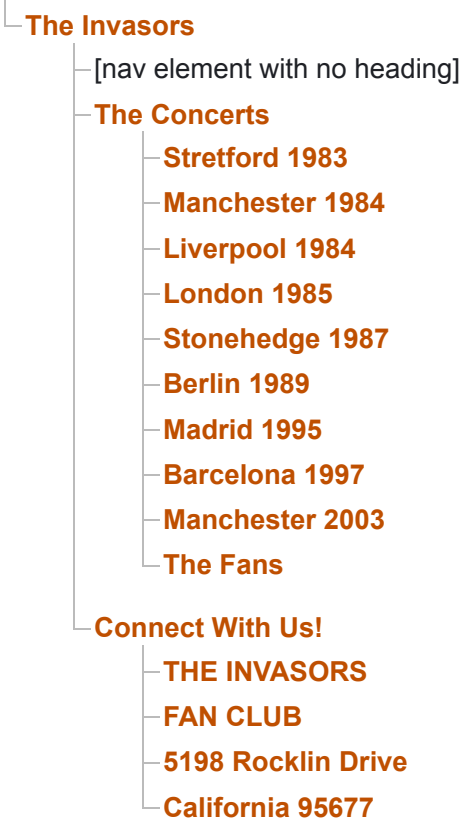 The Invasors
[nav element with no heading]
The Concerts
Stretford 1983
Manchester 1984
Liverpool 1984
London 1985
Stonehedge 1987
Berlin 1989
Madrid 1995
Barcelona 1997
Manchester 2003
The Fans
Connect With Us!
THE INVASORS
FAN CLUB
5198 Rocklin Drive
California 95677